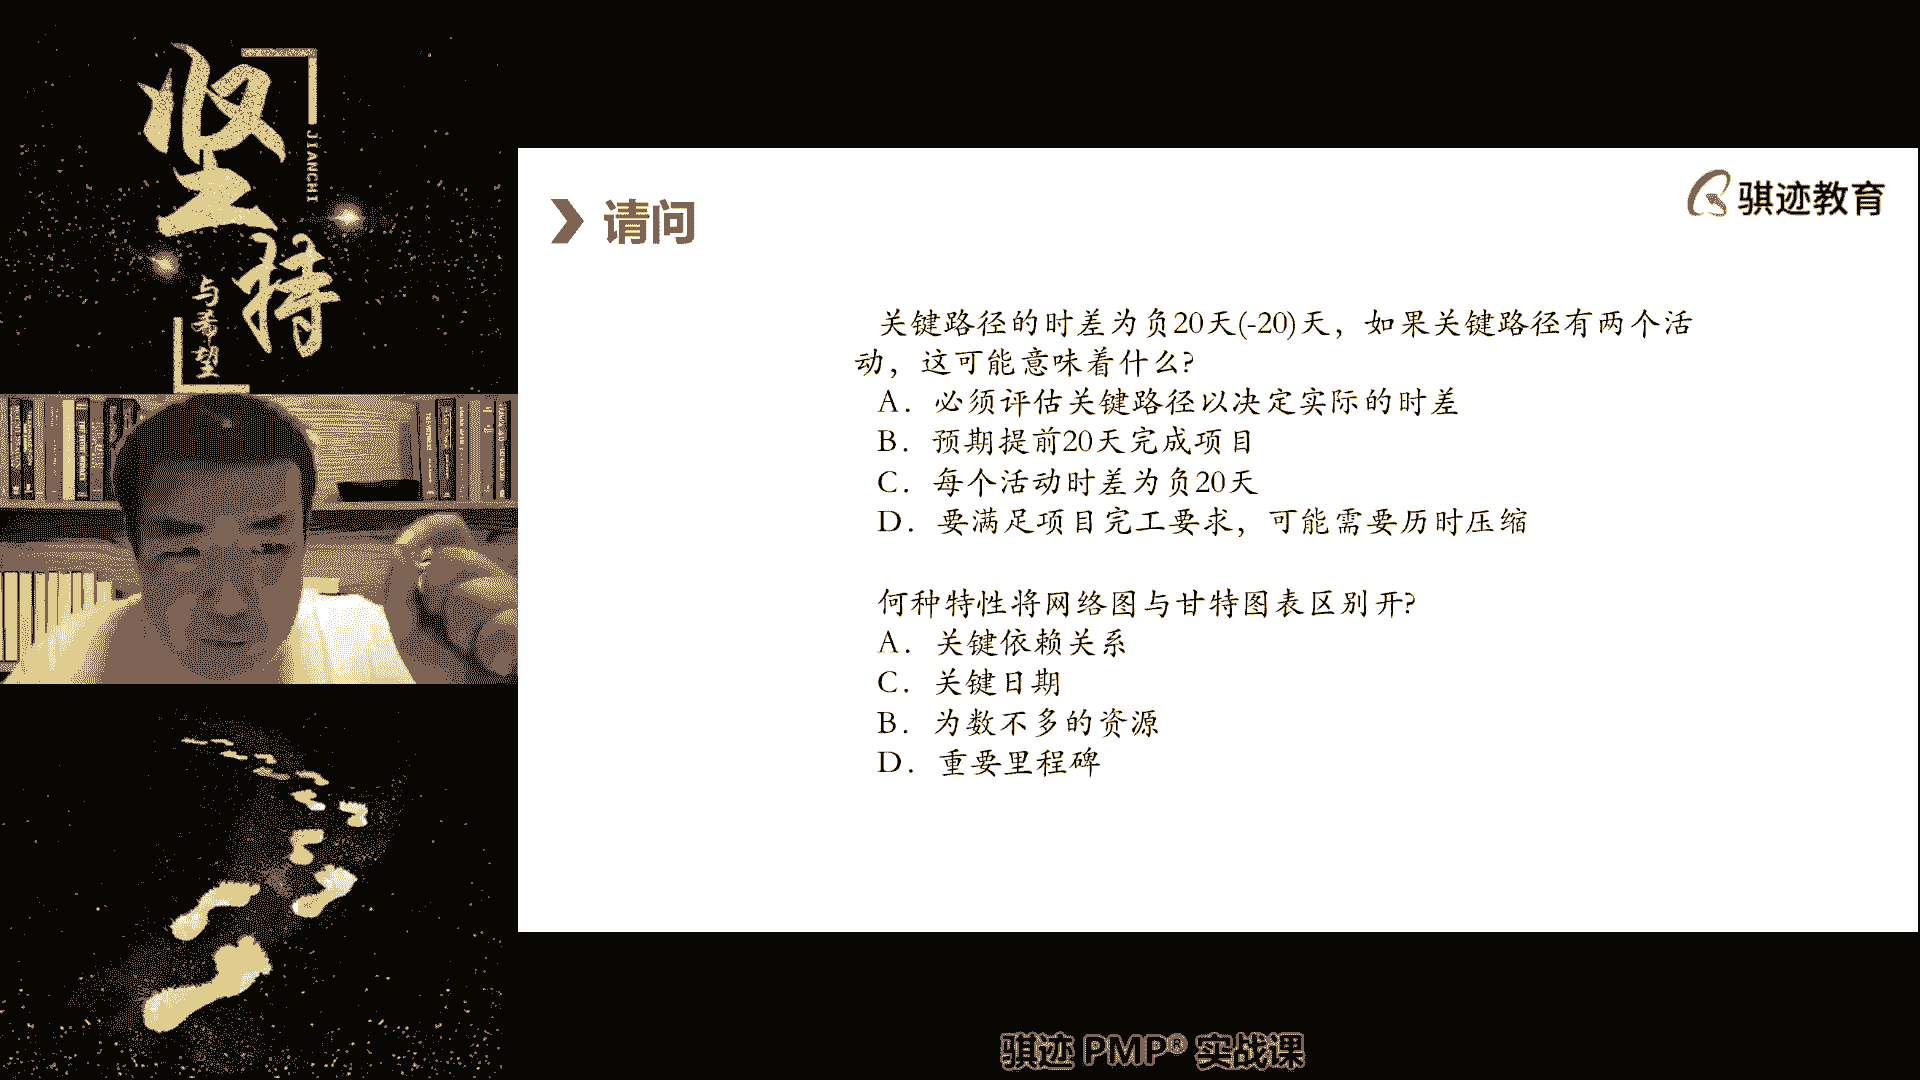 坚持
JIANCHI
与希望
请问
骐迹教育
关键路径的时差为负20天(-20)天，如果关键路径有两个活
动，这可能意味着什么?
A. 必须评估关键路径以决定实际的时差
B. 预期提前20天完成项目
C. 每个活动时差为负20天
D. 要满足项目完工要求，可能需要历时压缩
何种特性将网络图与甘特图表区别开?
A. 关键依赖关系
C. 关键日期
B. 为数不多的资源
D. 重要里程碑
骐迹 PMP® 实战课